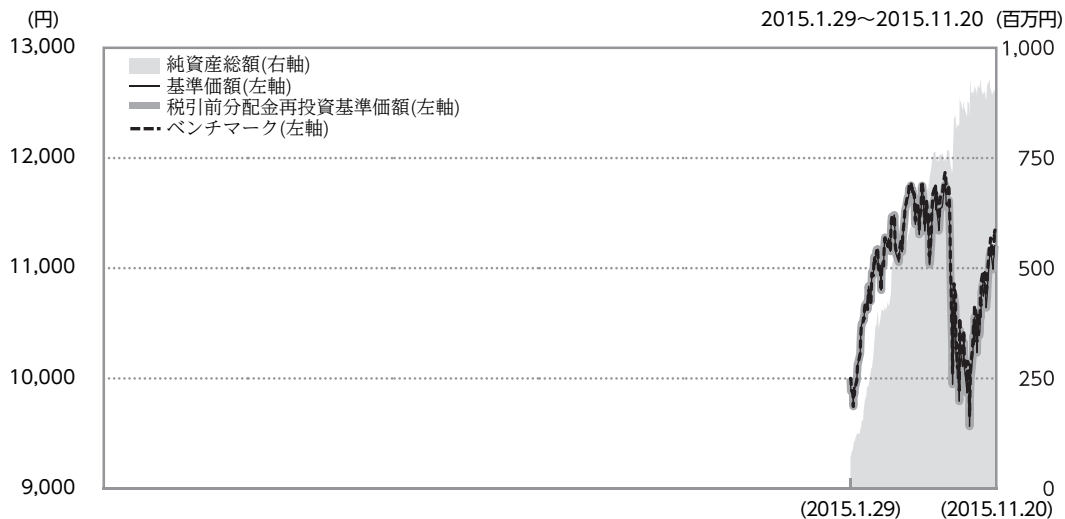 (円)
2015.1.29～2015.11.20 (百万円)
13,000
1,000
純資産総額(右軸)
基準価額(左軸)
税引前分配金再投資基準価額(左軸)
ベンチマーク(左軸)
12,000
750
11,000
500
10,000
250
9,000
0
(2015.1.29)
(2015.11.20)